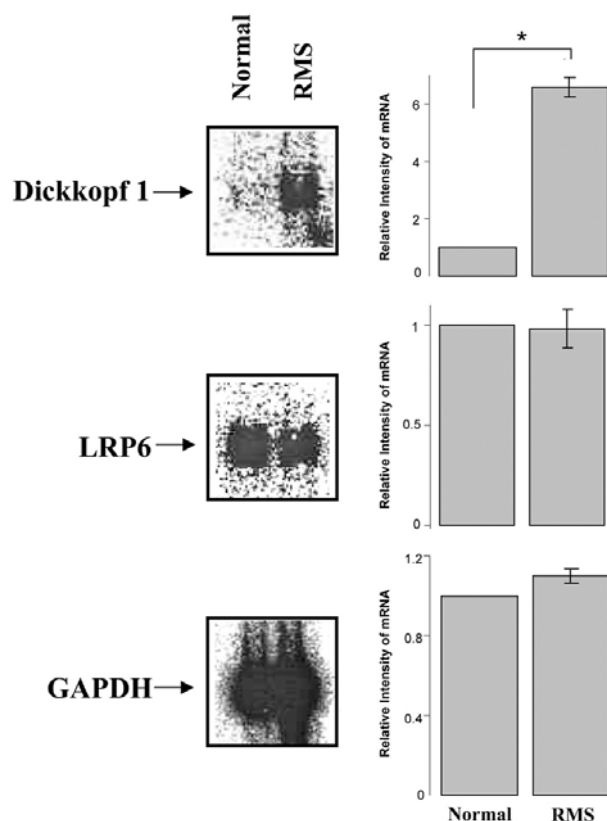 Normal
RMS
*
Dickkopf 1
Relative Intensity of mRNA
6
4
2
0
LRP6
Relative Intensity of mRNA
1
0.5
0
GAPDH
Relative Intensity of mRNA
1.2
0.8
0.4
0
Normal
RMS